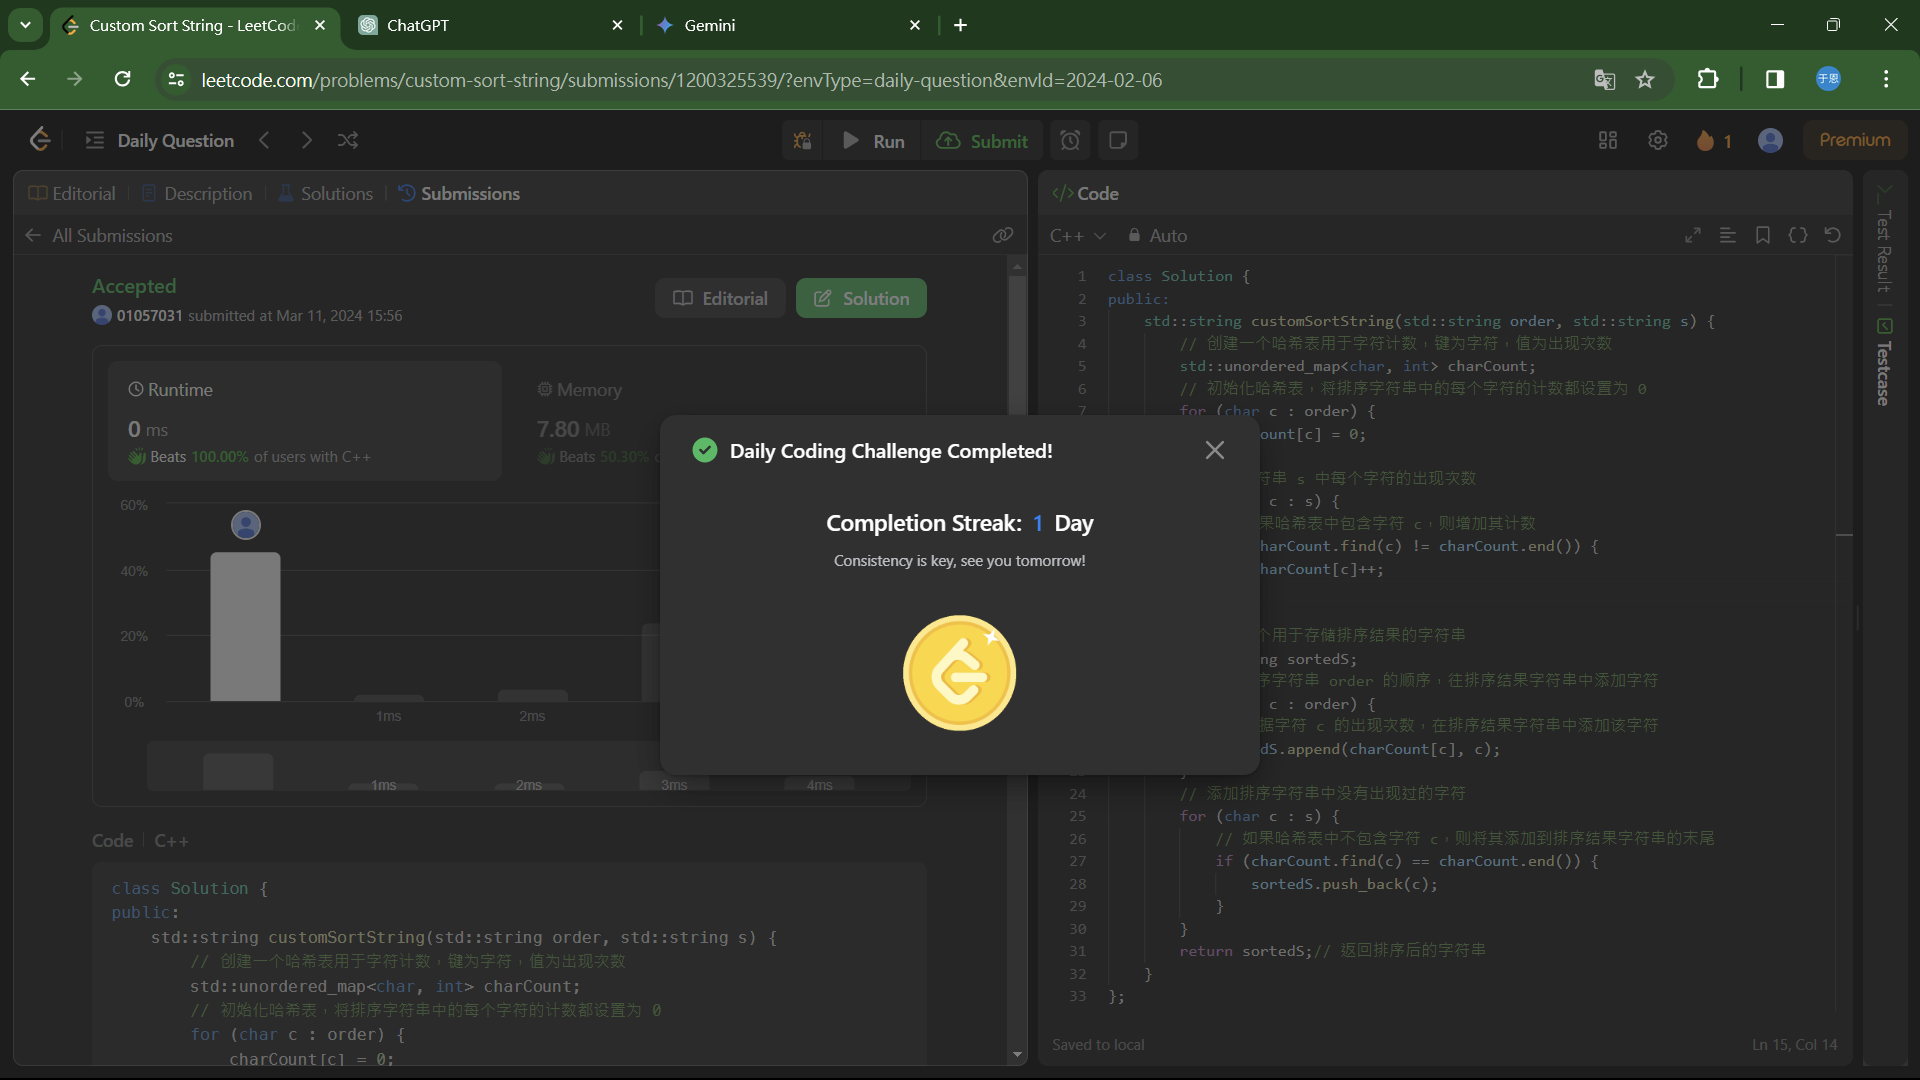 Custom Sort String - LeetCod
ChatGPT
Gemini
leetcode.com/problems/custom-sort-string/submissions/1200325539/?envType=daily-question&envId=2024-02-06
于恩
Daily Question
Run
Submit
1
Premium
Editorial
Description
Solutions
Submissions
All Submissions
Accepted
01057031 submitted at Mar 11, 2024 15:56
Editorial
Solution
Runtime
0 ms
Beats 100.00% of users with C++
Memory
7.80 MB
Beats 50.30%
60%
40%
20%
0%
1ms
2ms
1ms
2ms
3ms
4ms
Code
C++
class Solution {
public:
std::string customSortString(std::string order, std::string s) {
// 创建一个哈希表用于字符计数，键为字符，值为出现次数
std::unordered_map<char, int> charCount;
// 初始化哈希表，将排序字符串中的每个字符的计数都设置为 0
for (char c : order) {
charCount[c] = 0;
Daily Coding Challenge Completed!
Completion Streak: 1 Day
Consistency is key, see you tomorrow!
</> Code
C++
Auto
1 class Solution {
2 public:
3 std::string customSortString(std::string order, std::string s) {
4 // 创建一个哈希表用于字符计数，键为字符，值为出现次数
5 std::unordered_map<char, int> charCount;
6 // 初始化哈希表，将排序字符串中的每个字符的计数都设置为 0
7 for (char c : order) {
ount[c] = 0;
符串 s 中每个字符的出现次数
c : s) {
果哈希表中包含字符 c，则增加其计数
harCount.find(c) != charCount.end()) {
harCount[c]++;
个用于存储排序结果的字符串
ng sortedS;
序字符串 order 的顺序，往排序结果字符串中添加字符
c : order) {
据字符 c 的出现次数，在排序结果字符串中添加该字符
dS.append(charCount[c], c);
24 // 添加排序字符串中没有出现过的字符
25 for (char c : s) {
26 // 如果哈希表中不包含字符 c，则将其添加到排序结果字符串的末尾
27 if (charCount.find(c) == charCount.end()) {
28 sortedS.push_back(c);
29 }
30 }
31 return sortedS;// 返回排序后的字符串
32 }
33 };
Saved to local
Ln 15, Col 14
Test Result
Testcase